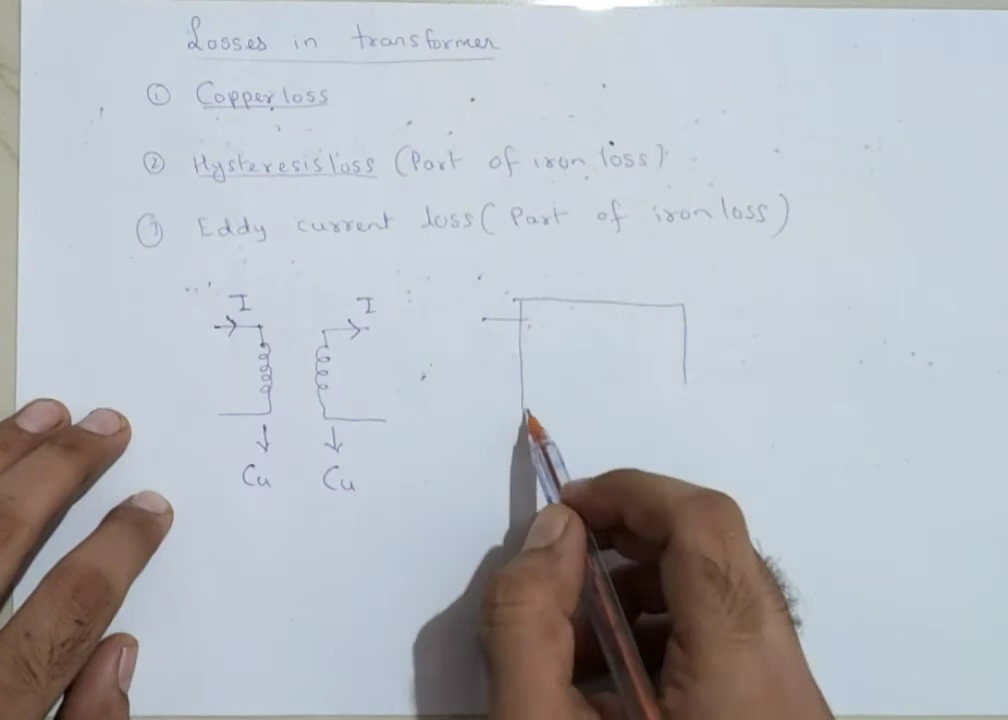 Losses in transformer
① Copper loss
② Hysteresis loss (Part of iron loss)
③ Eddy current loss (Part of iron loss)
I I
Cu Cu